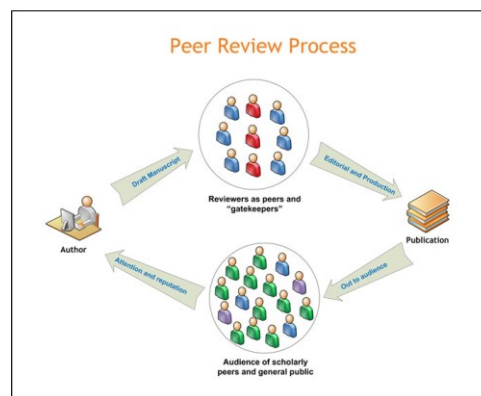 Peer Review Process
Draft Manuscript
Reviewers as peers and
"gatekeepers"
Editorial and Production
Author
Publication
Attention and reputation
Out to audience
Audience of scholarly
peers and general public